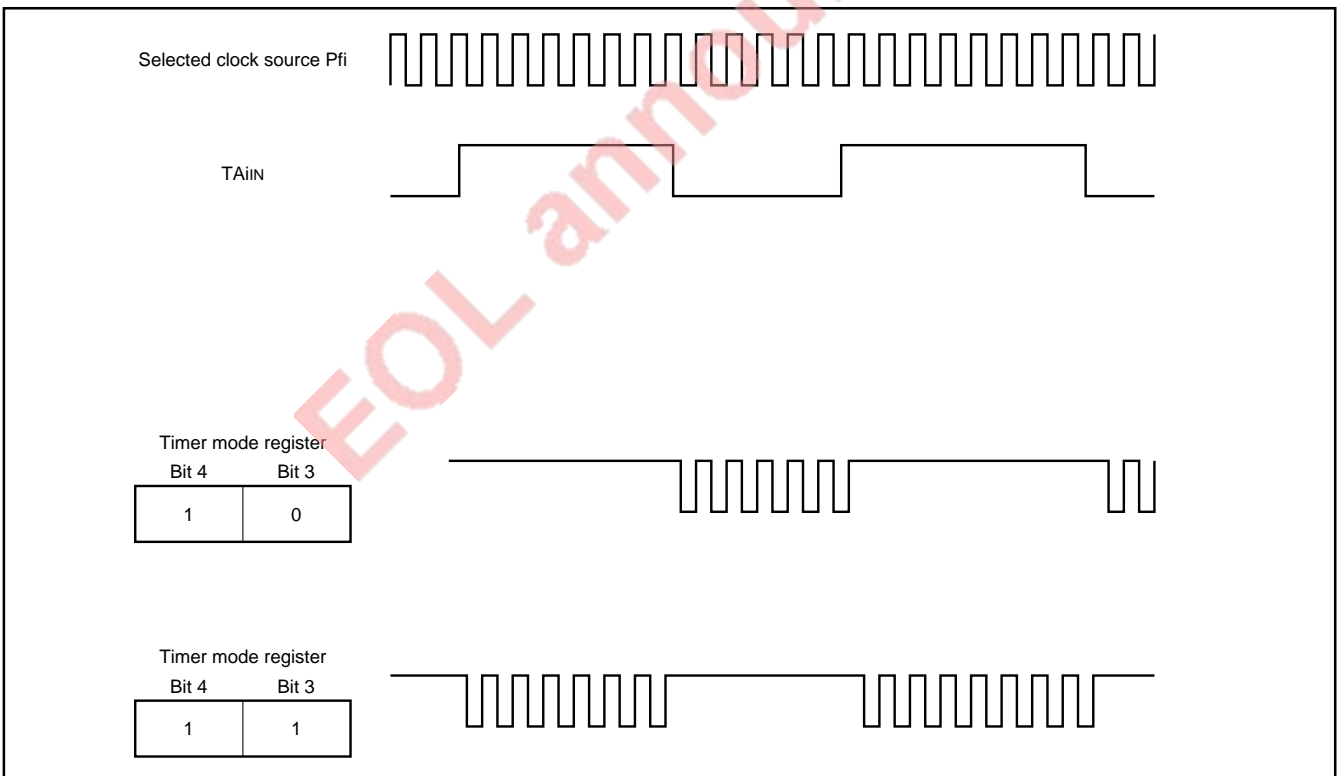 Selected clock source Pfi
TAiIN
EOL annou
Timer mode register
Bit 4 Bit 3
1 0
Timer mode register
Bit 4 Bit 3
1 1